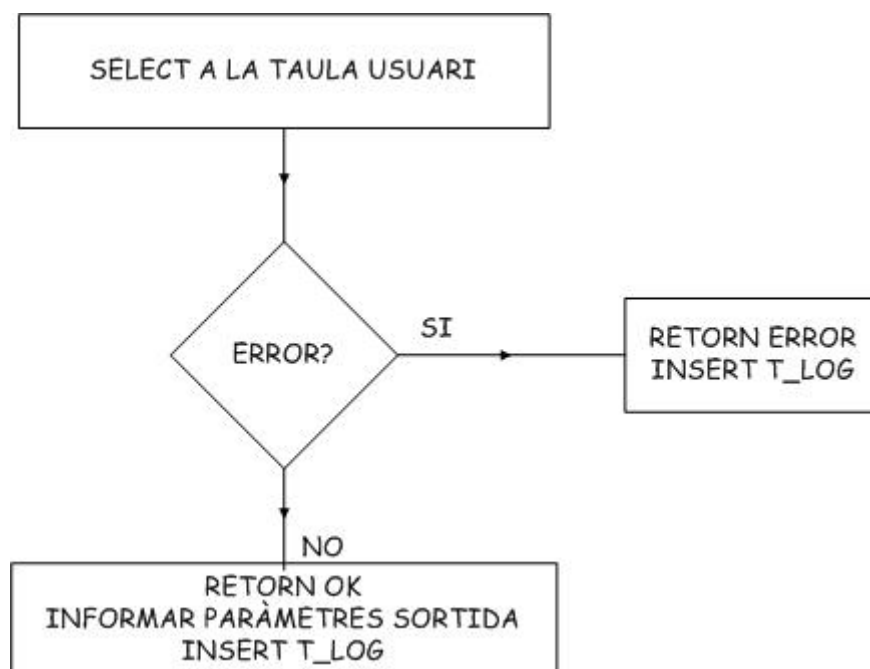 SELECT A LA TAULA USUARI
ERROR?
SI
RETORN ERROR
INSERT T_LOG
NO
RETORN OK
INFORMAR PARÀMETRES SORTIDA
INSERT T_LOG